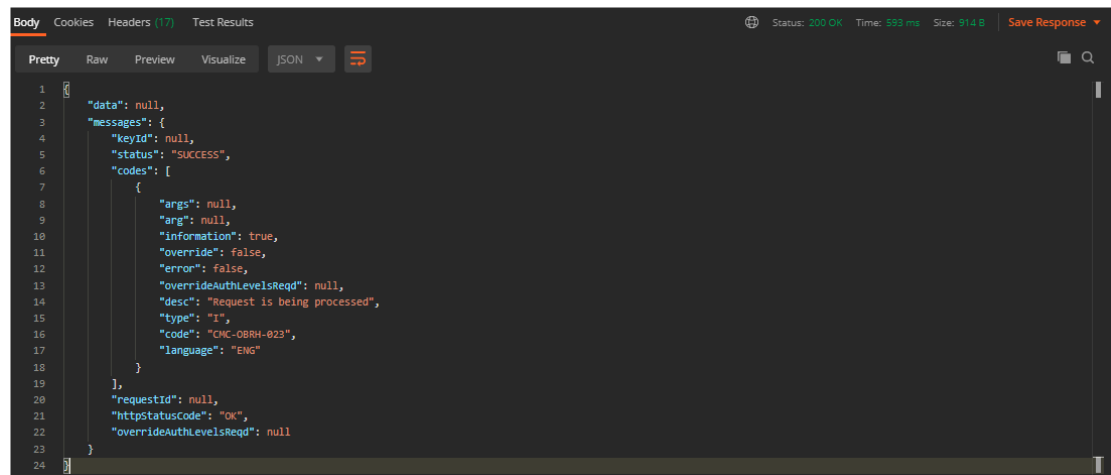 Body Cookies Headers (17) Test Results Status: 200 OK Time: 593 ms Size: 914 B Save Response
Pretty Raw Preview Visualize JSON
1 {
2 "data": null,
3 "messages": {
4 "keyId": null,
5 "status": "SUCCESS",
6 "codes": [
7 {
8 "args": null,
9 "arg": null,
10 "information": true,
11 "override": false,
12 "error": false,
13 "overrideAuthLevelsReqd": null,
14 "desc": "Request is being processed",
15 "type": "I",
16 "code": "CMC-OBRH-023",
17 "language": "ENG"
18 }
19 ],
20 "requestId": null,
21 "httpStatusCode": "OK",
22 "overrideAuthLevelsReqd": null
23 }
24 }